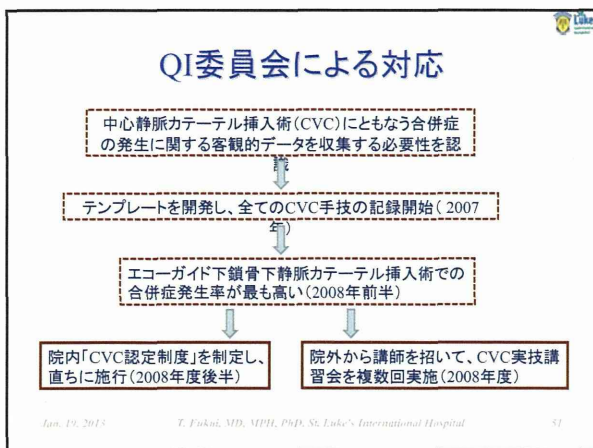 Luke's
QI委員会による対応
中心静脈カテーテル挿入術(CVC)にともなう合併症
の発生に関する客観的データを収集する必要性を認
識
テンプレートを開発し、全てのCVC手技の記録開始(2007
年)
エコーガイド下鎖骨下静脈カテーテル挿入術での
合併症発生率が最も高い(2008年前半)
院内「CVC認定制度」を制定し、
直ちに施行(2008年度後半)
院外から講師を招いて、CVC実技講
習会を複数回実施(2008年度)
Jan. 19, 2013
T. Fukui, MD, MPH, PhD, St. Luke's International Hospital
51